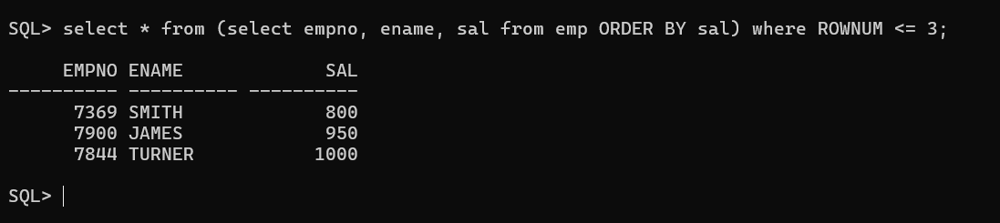 SQL> select * from (select empno, ename, sal from emp ORDER BY sal) where ROWNUM <= 3;
     EMPNO ENAME             SAL
---------- ---------- ----------
      7369 SMITH             800
      7900 JAMES             950
      7844 TURNER           1000
SQL>